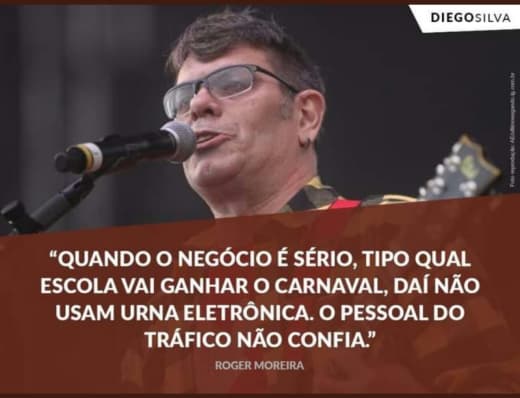 DIEGOSILVA
“QUANDO O NEGÓCIO É SÉRIO, TIPO QUAL
ESCOLA VAI GANHAR O CARNAVAL, DAÍ NÃO
USAM URNA ELETRÔNICA. O PESSOAL DO
TRÁFICO NÃO CONFIA.”
ROGER MOREIRA